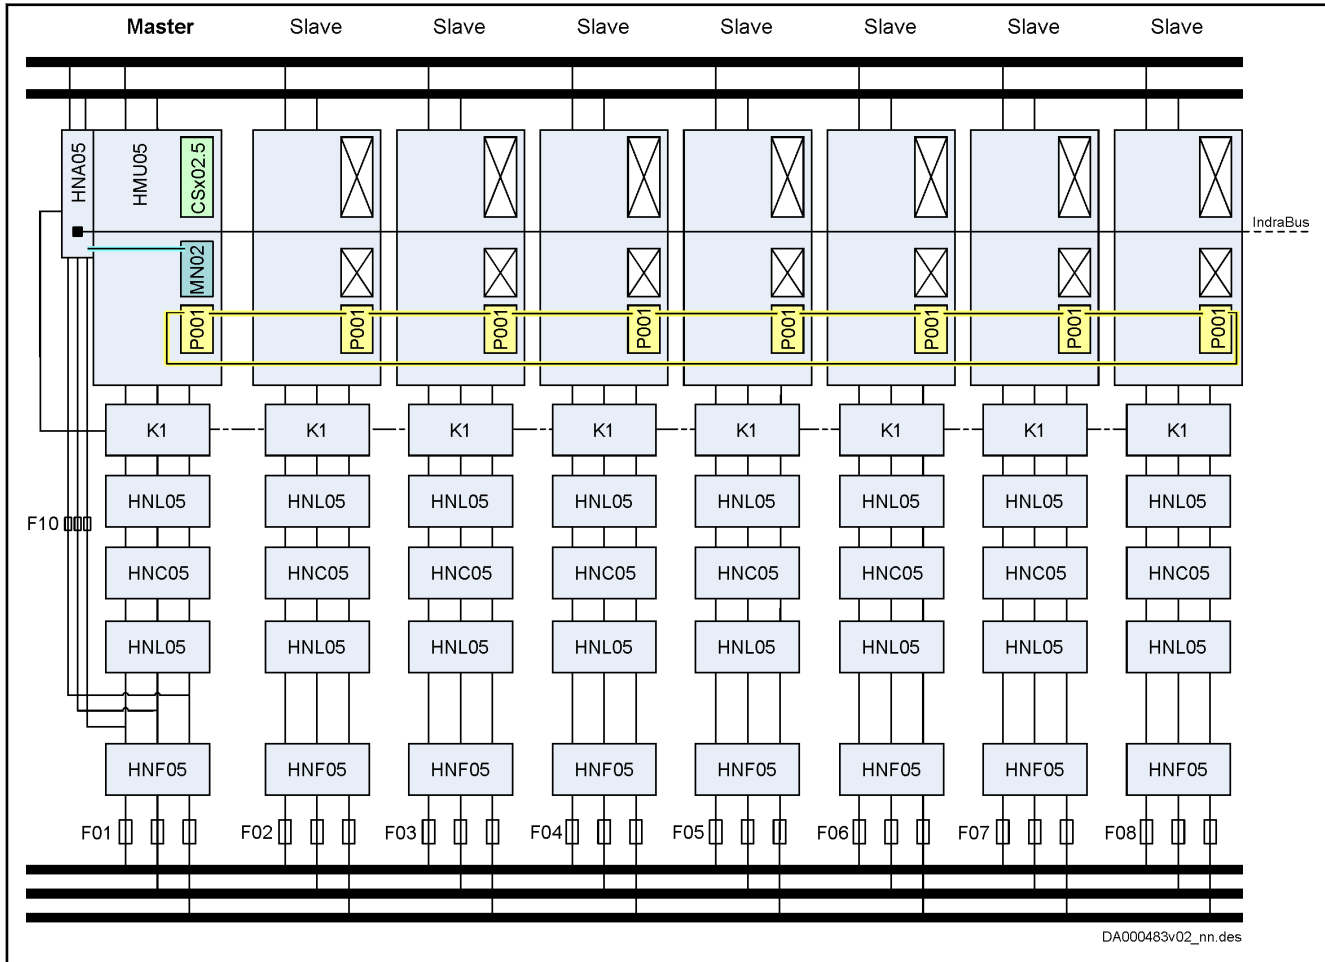 Master Slave Slave Slave Slave Slave Slave Slave
HNA05 HMU05 CSx02.5
IndraBus
MN02
P001 P001 P001 P001 P001 P001 P001 P001
K1 K1 K1 K1 K1 K1 K1 K1
HNL05 HNL05 HNL05 HNL05 HNL05 HNL05 HNL05 HNL05
F10
HNC05 HNC05 HNC05 HNC05 HNC05 HNC05 HNC05 HNC05
HNL05 HNL05 HNL05 HNL05 HNL05 HNL05 HNL05 HNL05
HNF05 HNF05 HNF05 HNF05 HNF05 HNF05 HNF05 HNF05
F01 F02 F03 F04 F05 F06 F07 F08
DA000483v02_nn.des